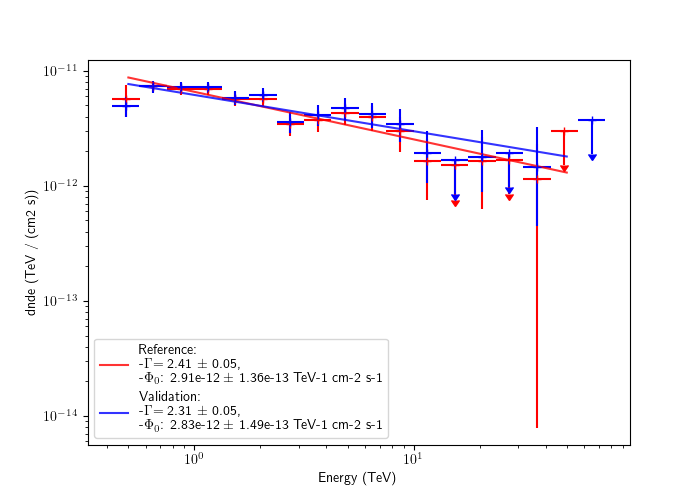 10⁻¹¹
10⁻¹²
10⁻¹³
10⁻¹⁴
dnde (TeV / (cm2 s))
Reference:
-Γ= 2.41 ± 0.05,
-Φ₀: 2.91e-12 ± 1.36e-13 TeV-1 cm-2 s-1
Validation:
-Γ= 2.31 ± 0.05,
-Φ₀: 2.83e-12 ± 1.49e-13 TeV-1 cm-2 s-1
10⁰ 10¹
Energy (TeV)